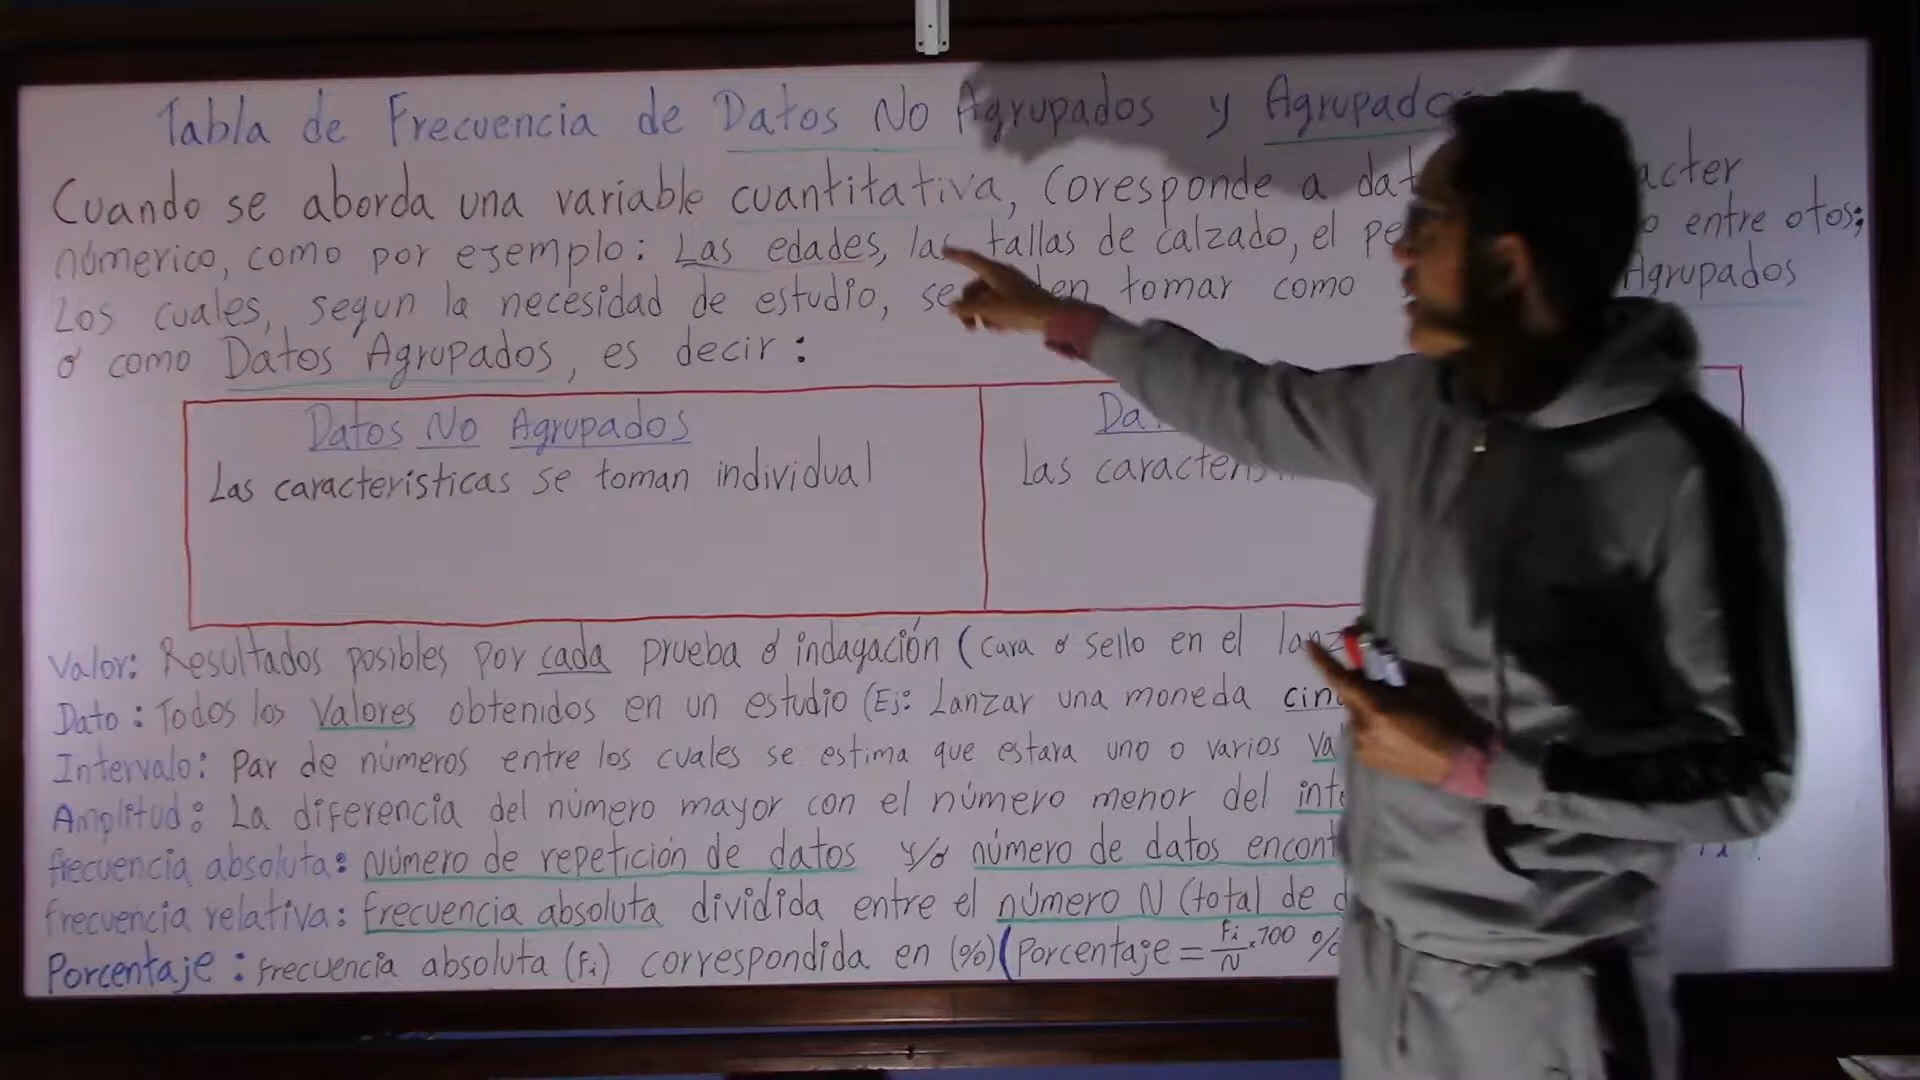 Tabla de Frecuencia de Datos No Agrupados y Agrupado
Cuando se aborda una variable cuantitativa, Coresponde a dat acter
númerico, como por ejemplo: Las edades, las tallas de calzado, el pe o entre otos;
Los cuales, segun la necesidad de estudio, se den tomar como Agrupados
ó como Datos Agrupados, es decir:
Datos No Agrupados
Las caracteristicas se toman individual
Da
Las caracteris
Valor: Resultados posibles por cada prueba ó indagación (cara o sello en el lanz
Dato: Todos los Valores obtenidos en un estudio (Ej: Lanzar una moneda cin
Intervalo: Par de números entre los cuales se estima que estara uno o varios va
Amplitud: La diferencia del número mayor con el número menor del inte
frecuencia absoluta: Número de repetición de datos y/o número de datos encont
frecuencia relativa: frecuencia absoluta dividida entre el número N (total de d
Porcentaje: frecuencia absoluta (Fi) correspondida en (%) (Porcentaje = Fi/N ×100 %